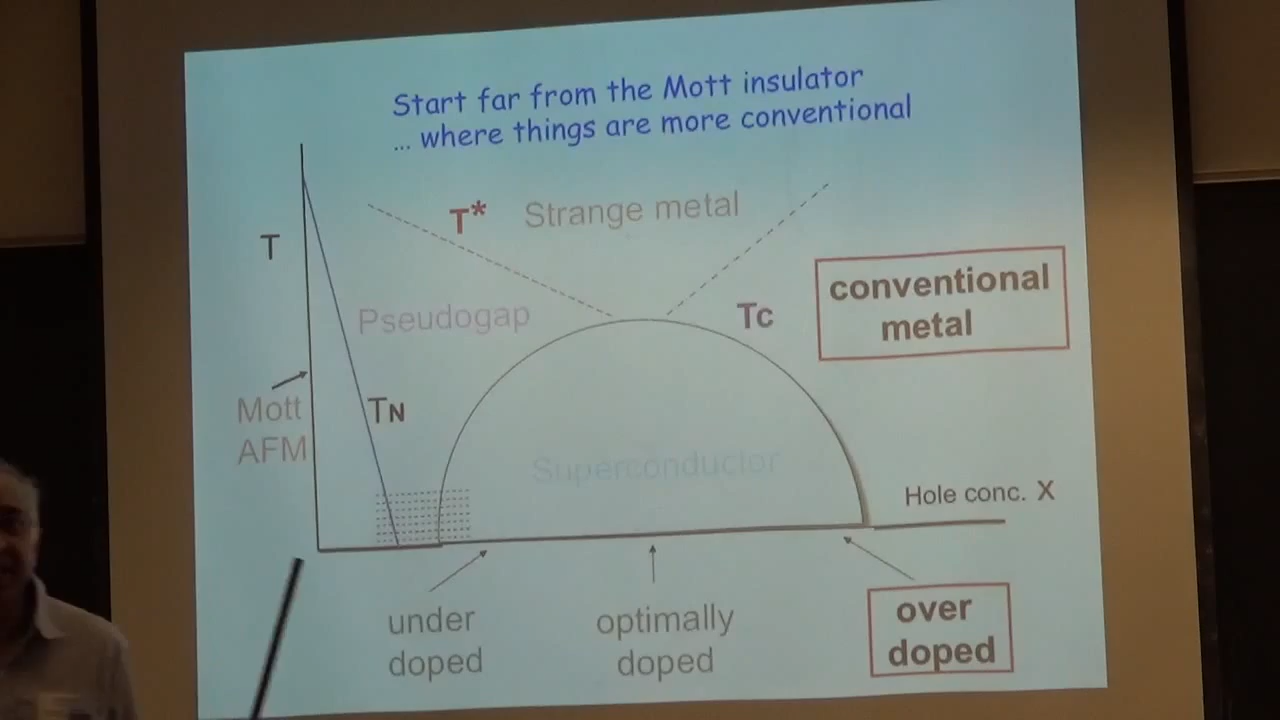 Start far from the Mott insulator
... where things are more conventional
T*
Strange metal
T
conventional
metal
Pseudogap
Tc
Mott
AFM
TN
Superconductor
Hole conc. X
under
doped
optimally
doped
over
doped